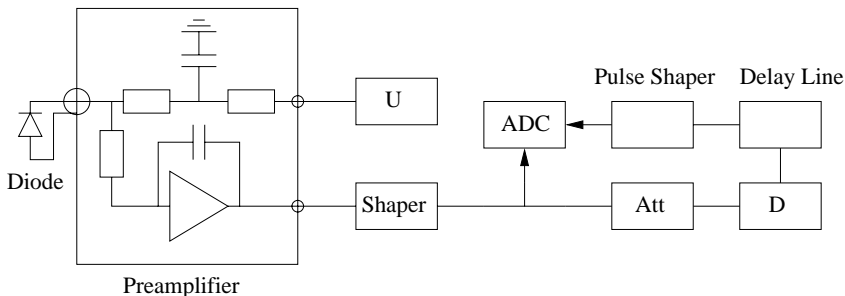 Pulse Shaper
Delay Line
U
ADC
Diode
Shaper
Att
D
Preamplifier